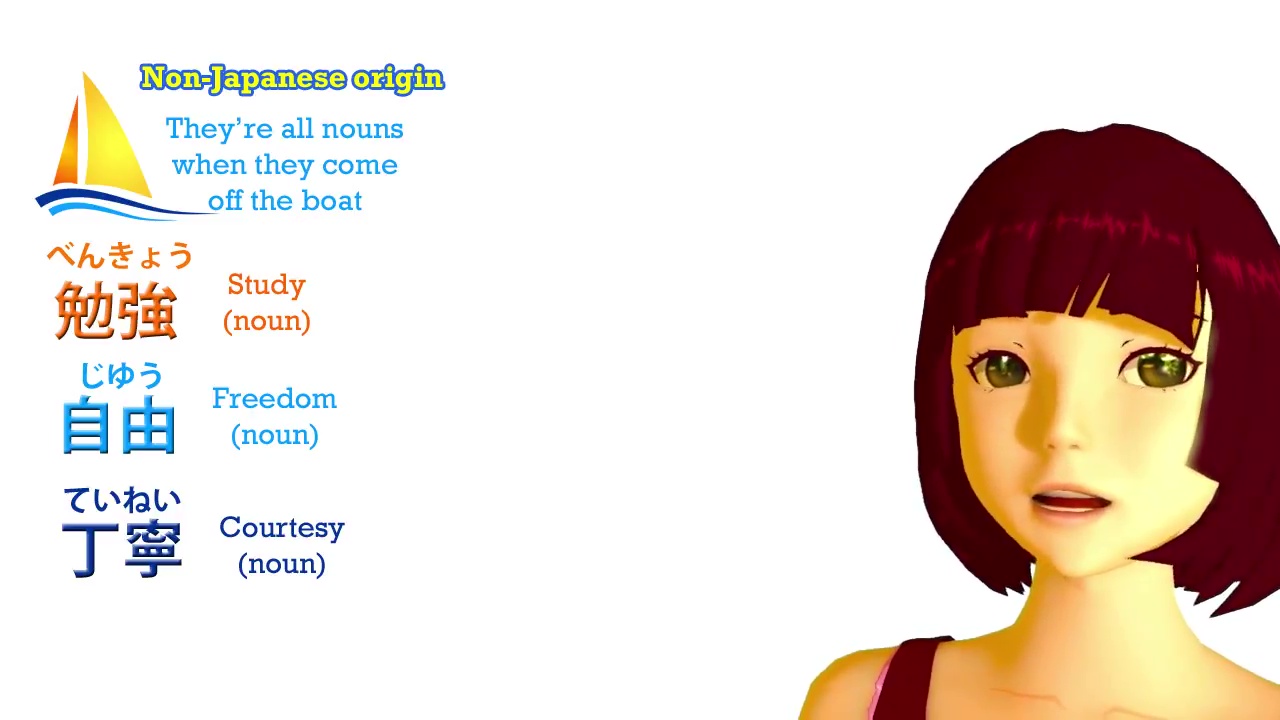 Non-Japanese origin
They're all nouns
when they come
off the boat
べんきょう
勉強
Study
(noun)
じゆう
自由
Freedom
(noun)
ていねい
丁寧
Courtesy
(noun)